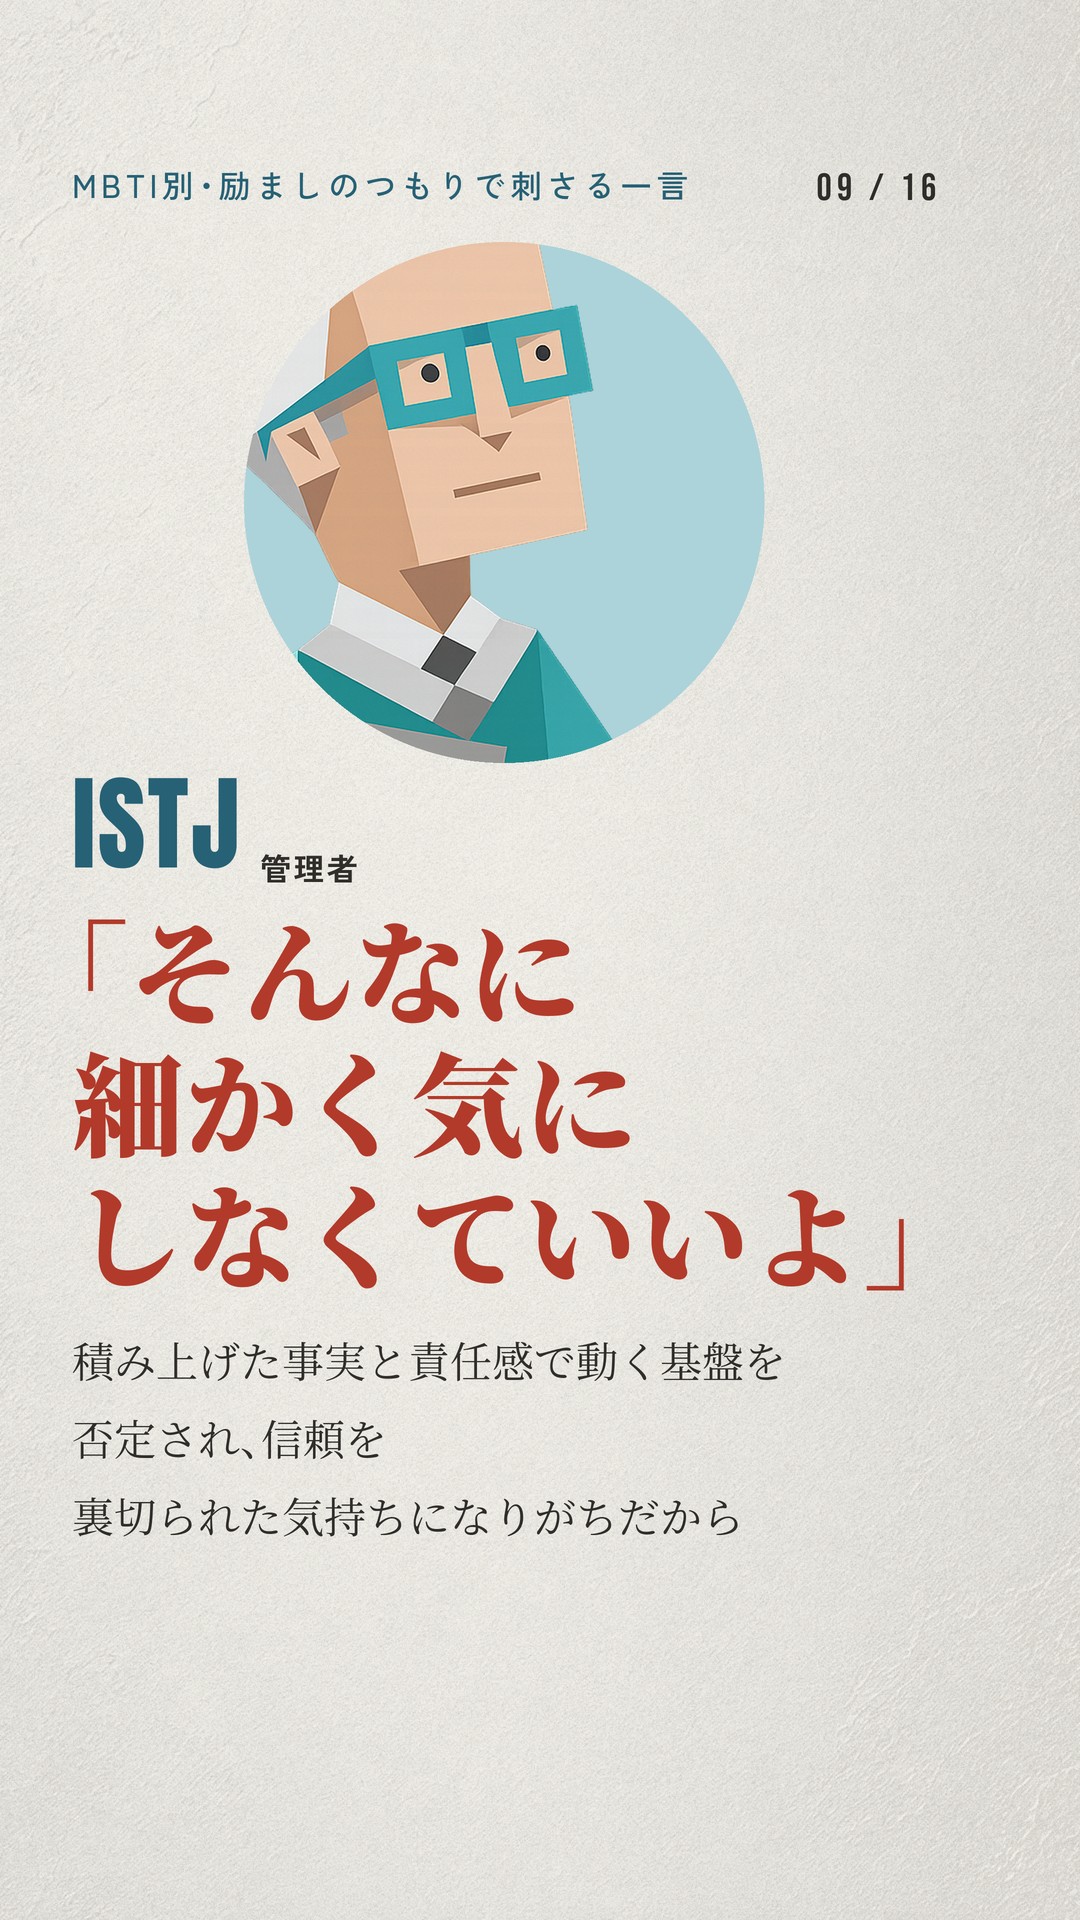 MBTI別・励ましのつもりで刺さる一言
09 / 16
ISTJ 管理者
「そんなに
細かく気に
しなくていいよ」
積み上げた事実と責任感で動く基盤を
否定され、信頼を
裏切られた気持ちになりがちだから